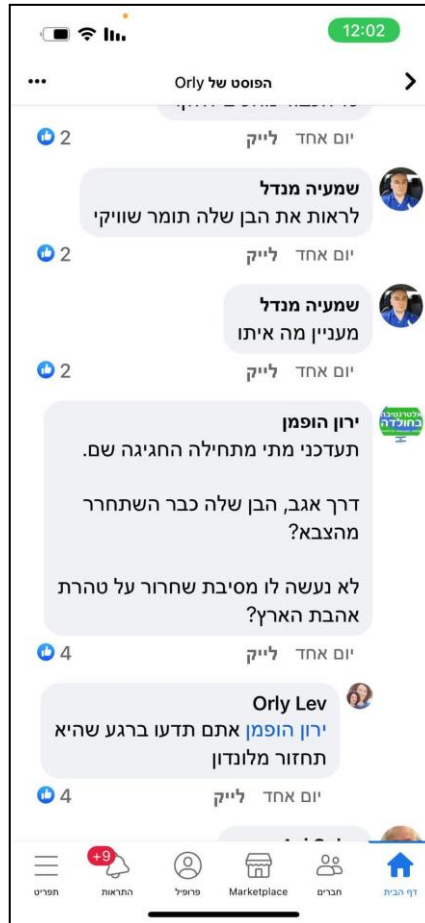 12:02
הפוסט של Orly
יום אחד לייק 2
שמעיה מנדל
לראות את הבן שלה תומר שוויקי
יום אחד לייק 2
שמעיה מנדל
מעניין מה איתו
יום אחד לייק 2
אלטרנטיבה
בחולדה
ירון הופמן
תעדכני מתי מתחילה החגיגה שם.
דרך אגב, הבן שלה כבר השתחרר
מהצבא?
לא נעשה לו מסיבת שחרור על טהרת
אהבת הארץ?
יום אחד לייק 4
Orly Lev
ירון הופמן אתם תדעו ברגע שהיא
תחזור מלונדון
יום אחד לייק 4
דף הבית חברים Marketplace פרופיל התראות 9+ תפריט